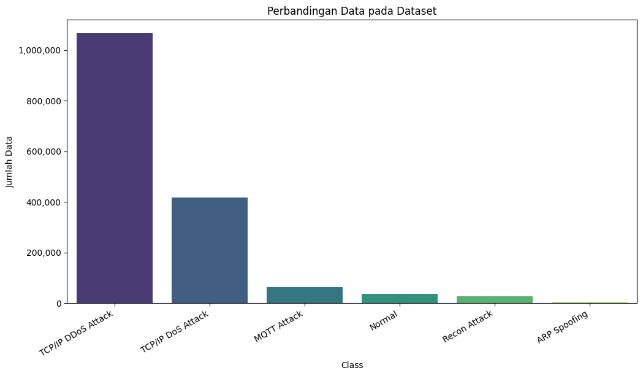 Perbandingan Data pada Dataset
Jumlah Data
1,000,000
800,000
600,000
400,000
200,000
0
TCP/IP DDoS Attack
TCP/IP DoS Attack
MQTT Attack
Normal
Recon Attack
ARP Spoofing
Class